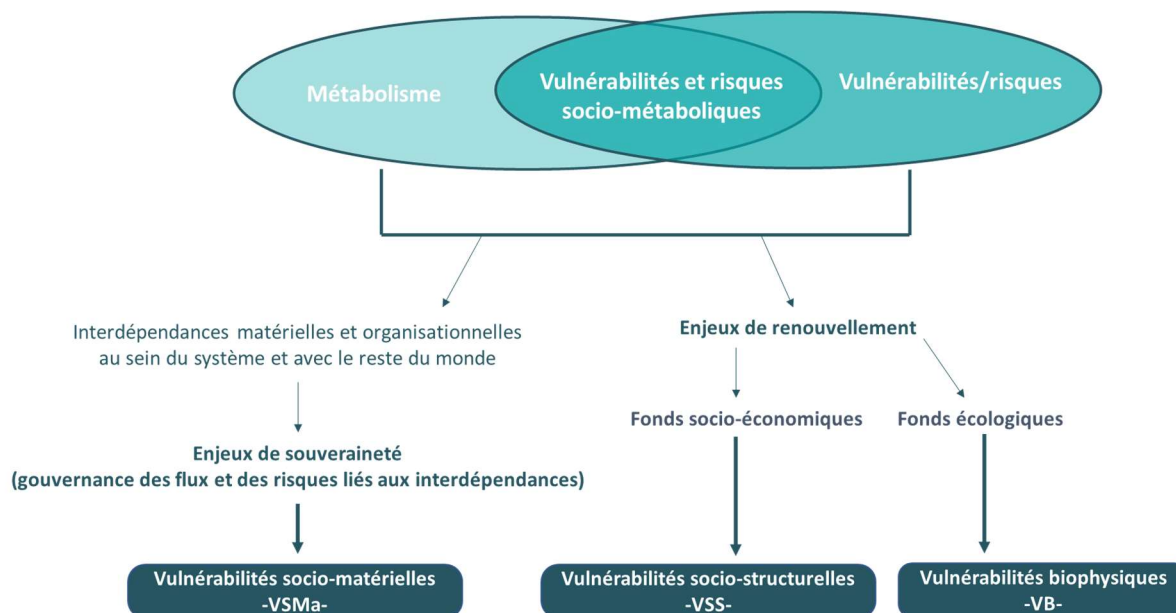 Métabolisme
Vulnérabilités et risques
socio-métaboliques
Vulnérabilités/risques
Interdépendances matérielles et organisationnelles
au sein du système et avec le reste du monde
Enjeux de renouvellement
Fonds socio-économiques
Fonds écologiques
Enjeux de souveraineté
(gouvernance des flux et des risques liés aux interdépendances)
Vulnérabilités socio-matérielles
-VSMa-
Vulnérabilités socio-structurelles
-VSS-
Vulnérabilités biophysiques
-VB-